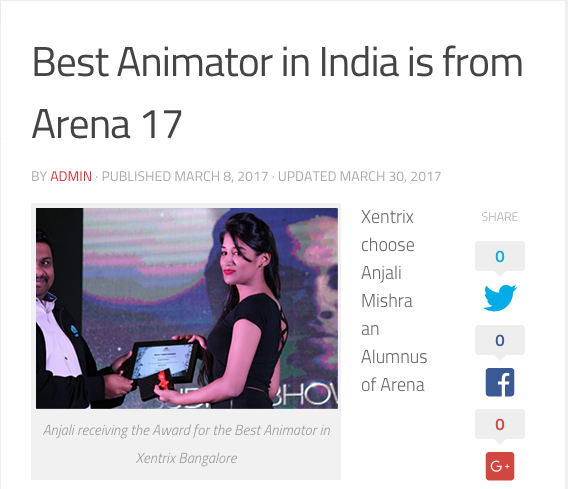 Best Animator in India is from
Arena 17
BY ADMIN · PUBLISHED MARCH 8, 2017 · UPDATED MARCH 30, 2017
Xentrix
choose
Anjali
Mishra
an
Alumnus
of Arena
Anjali receiving the Award for the Best Animator in
Xentrix Bangalore
SHARE
0
0
0
G+